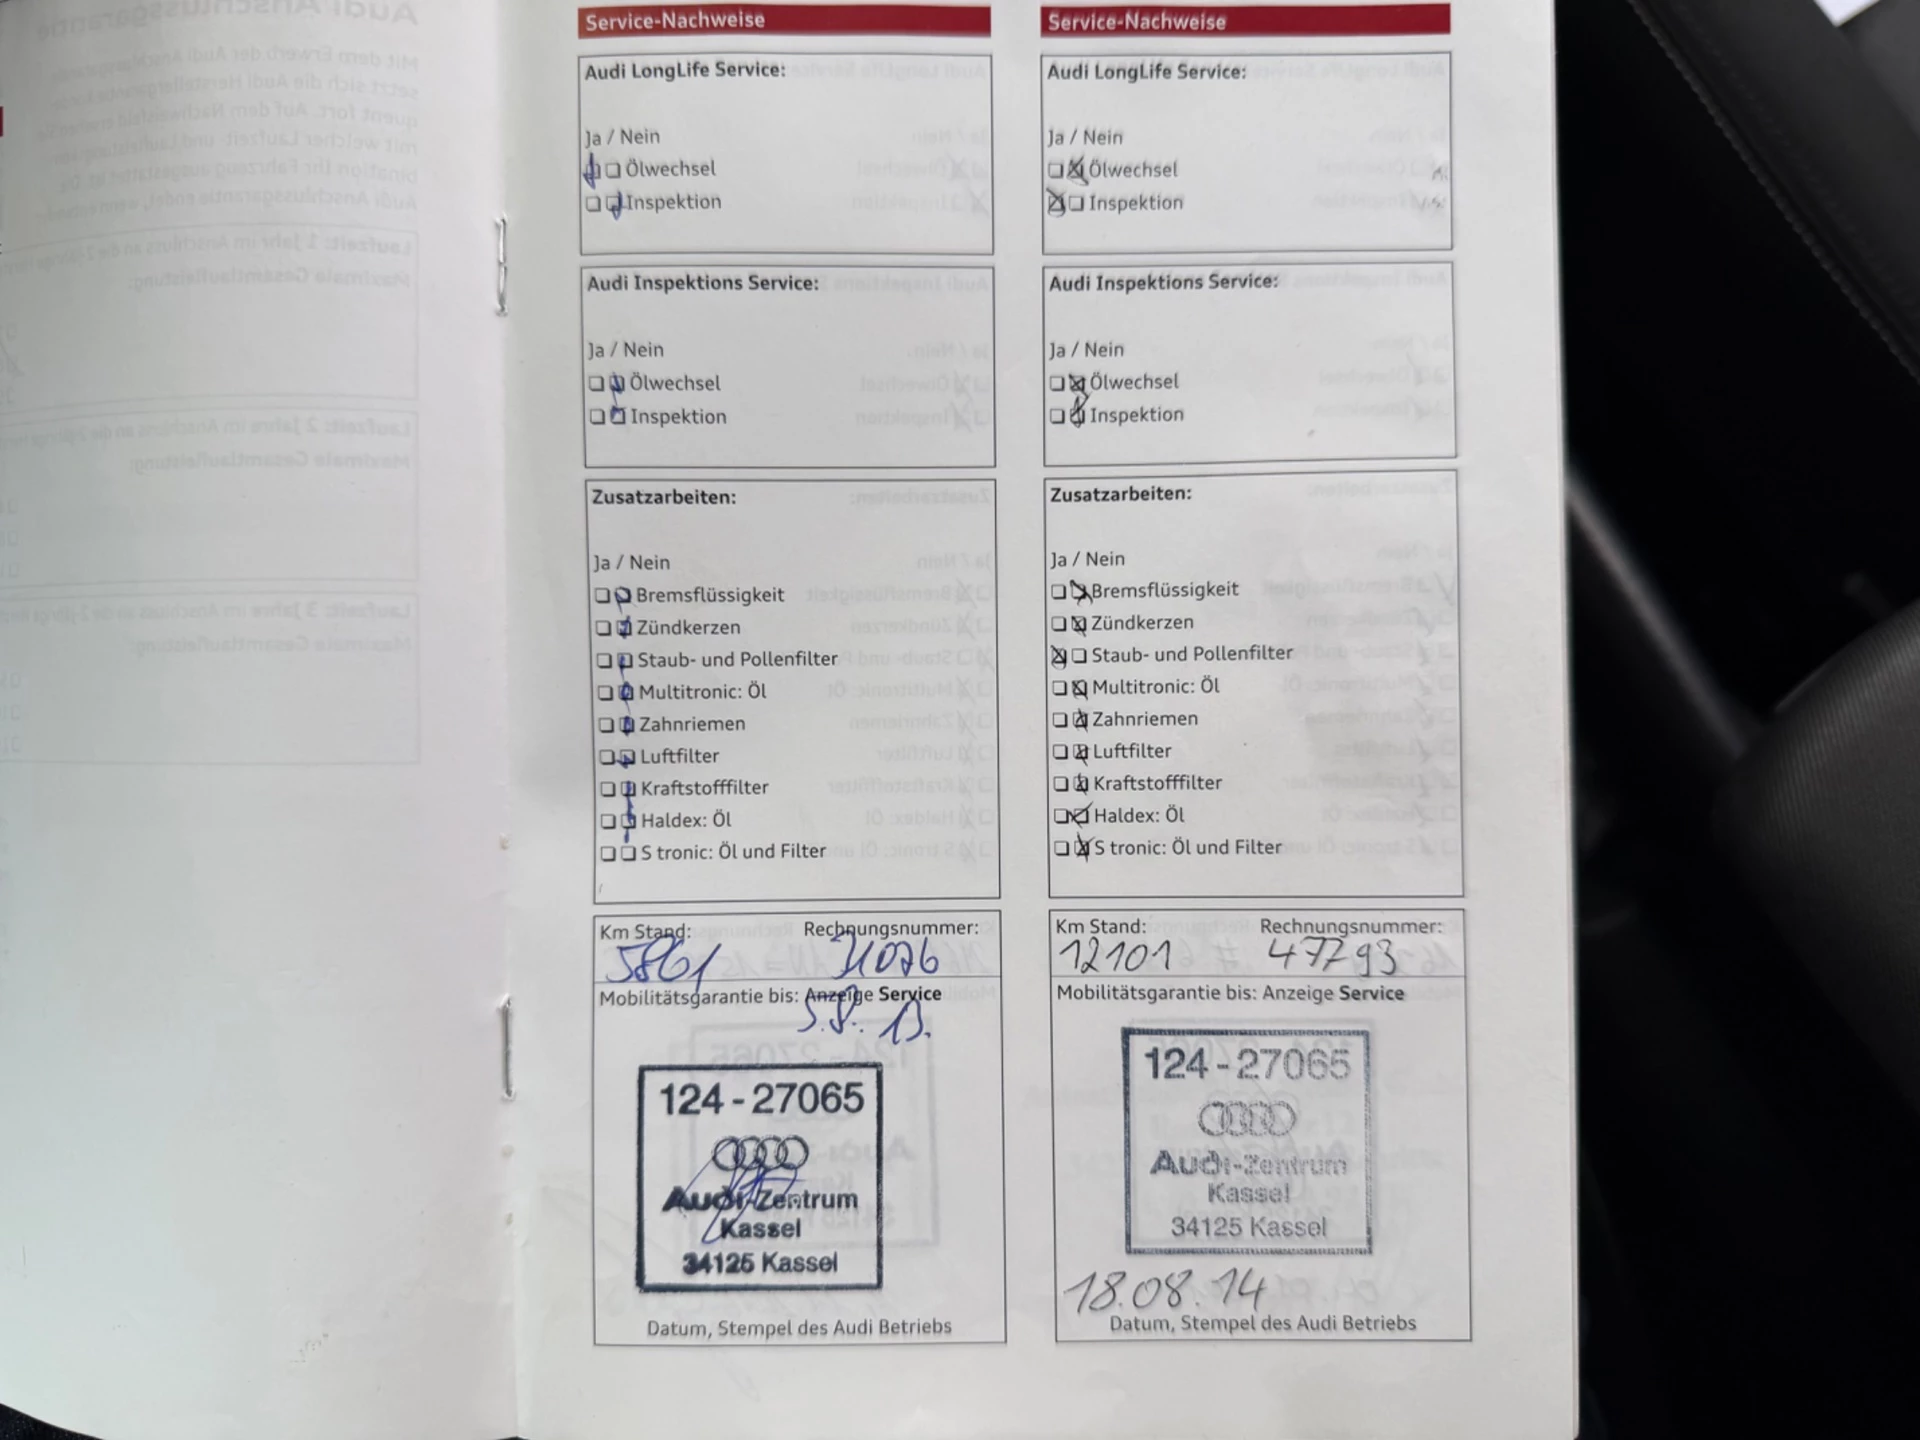 Service-Nachweise
Audi LongLife Service:
Ja / Nein
Ölwechsel
Inspektion
Audi Inspektions Service:
Ja / Nein
Ölwechsel
Inspektion
Zusatzarbeiten:
Ja / Nein
Bremsflüssigkeit
Zündkerzen
Staub- und Pollenfilter
Multitronic: Öl
Zahnriemen
Luftfilter
Kraftstofffilter
Haldex: Öl
S tronic: Öl und Filter
Km Stand: Rechnungsnummer:
5861 31076
Mobilitätsgarantie bis: Anzeige Service
5.8. 13.
124-27065
Audi-Zentrum
Kassel
34125 Kassel
Datum, Stempel des Audi Betriebs
Service-Nachweise
Audi LongLife Service:
Ja / Nein
Ölwechsel
Inspektion
Audi Inspektions Service:
Ja / Nein
Ölwechsel
Inspektion
Zusatzarbeiten:
Ja / Nein
Bremsflüssigkeit
Zündkerzen
Staub- und Pollenfilter
Multitronic: Öl
Zahnriemen
Luftfilter
Kraftstofffilter
Haldex: Öl
S tronic: Öl und Filter
Km Stand: Rechnungsnummer:
12101 47793
Mobilitätsgarantie bis: Anzeige Service
124-27065
Audi-Zentrum
Kassel
34125 Kassel
18.08.14
Datum, Stempel des Audi Betriebs